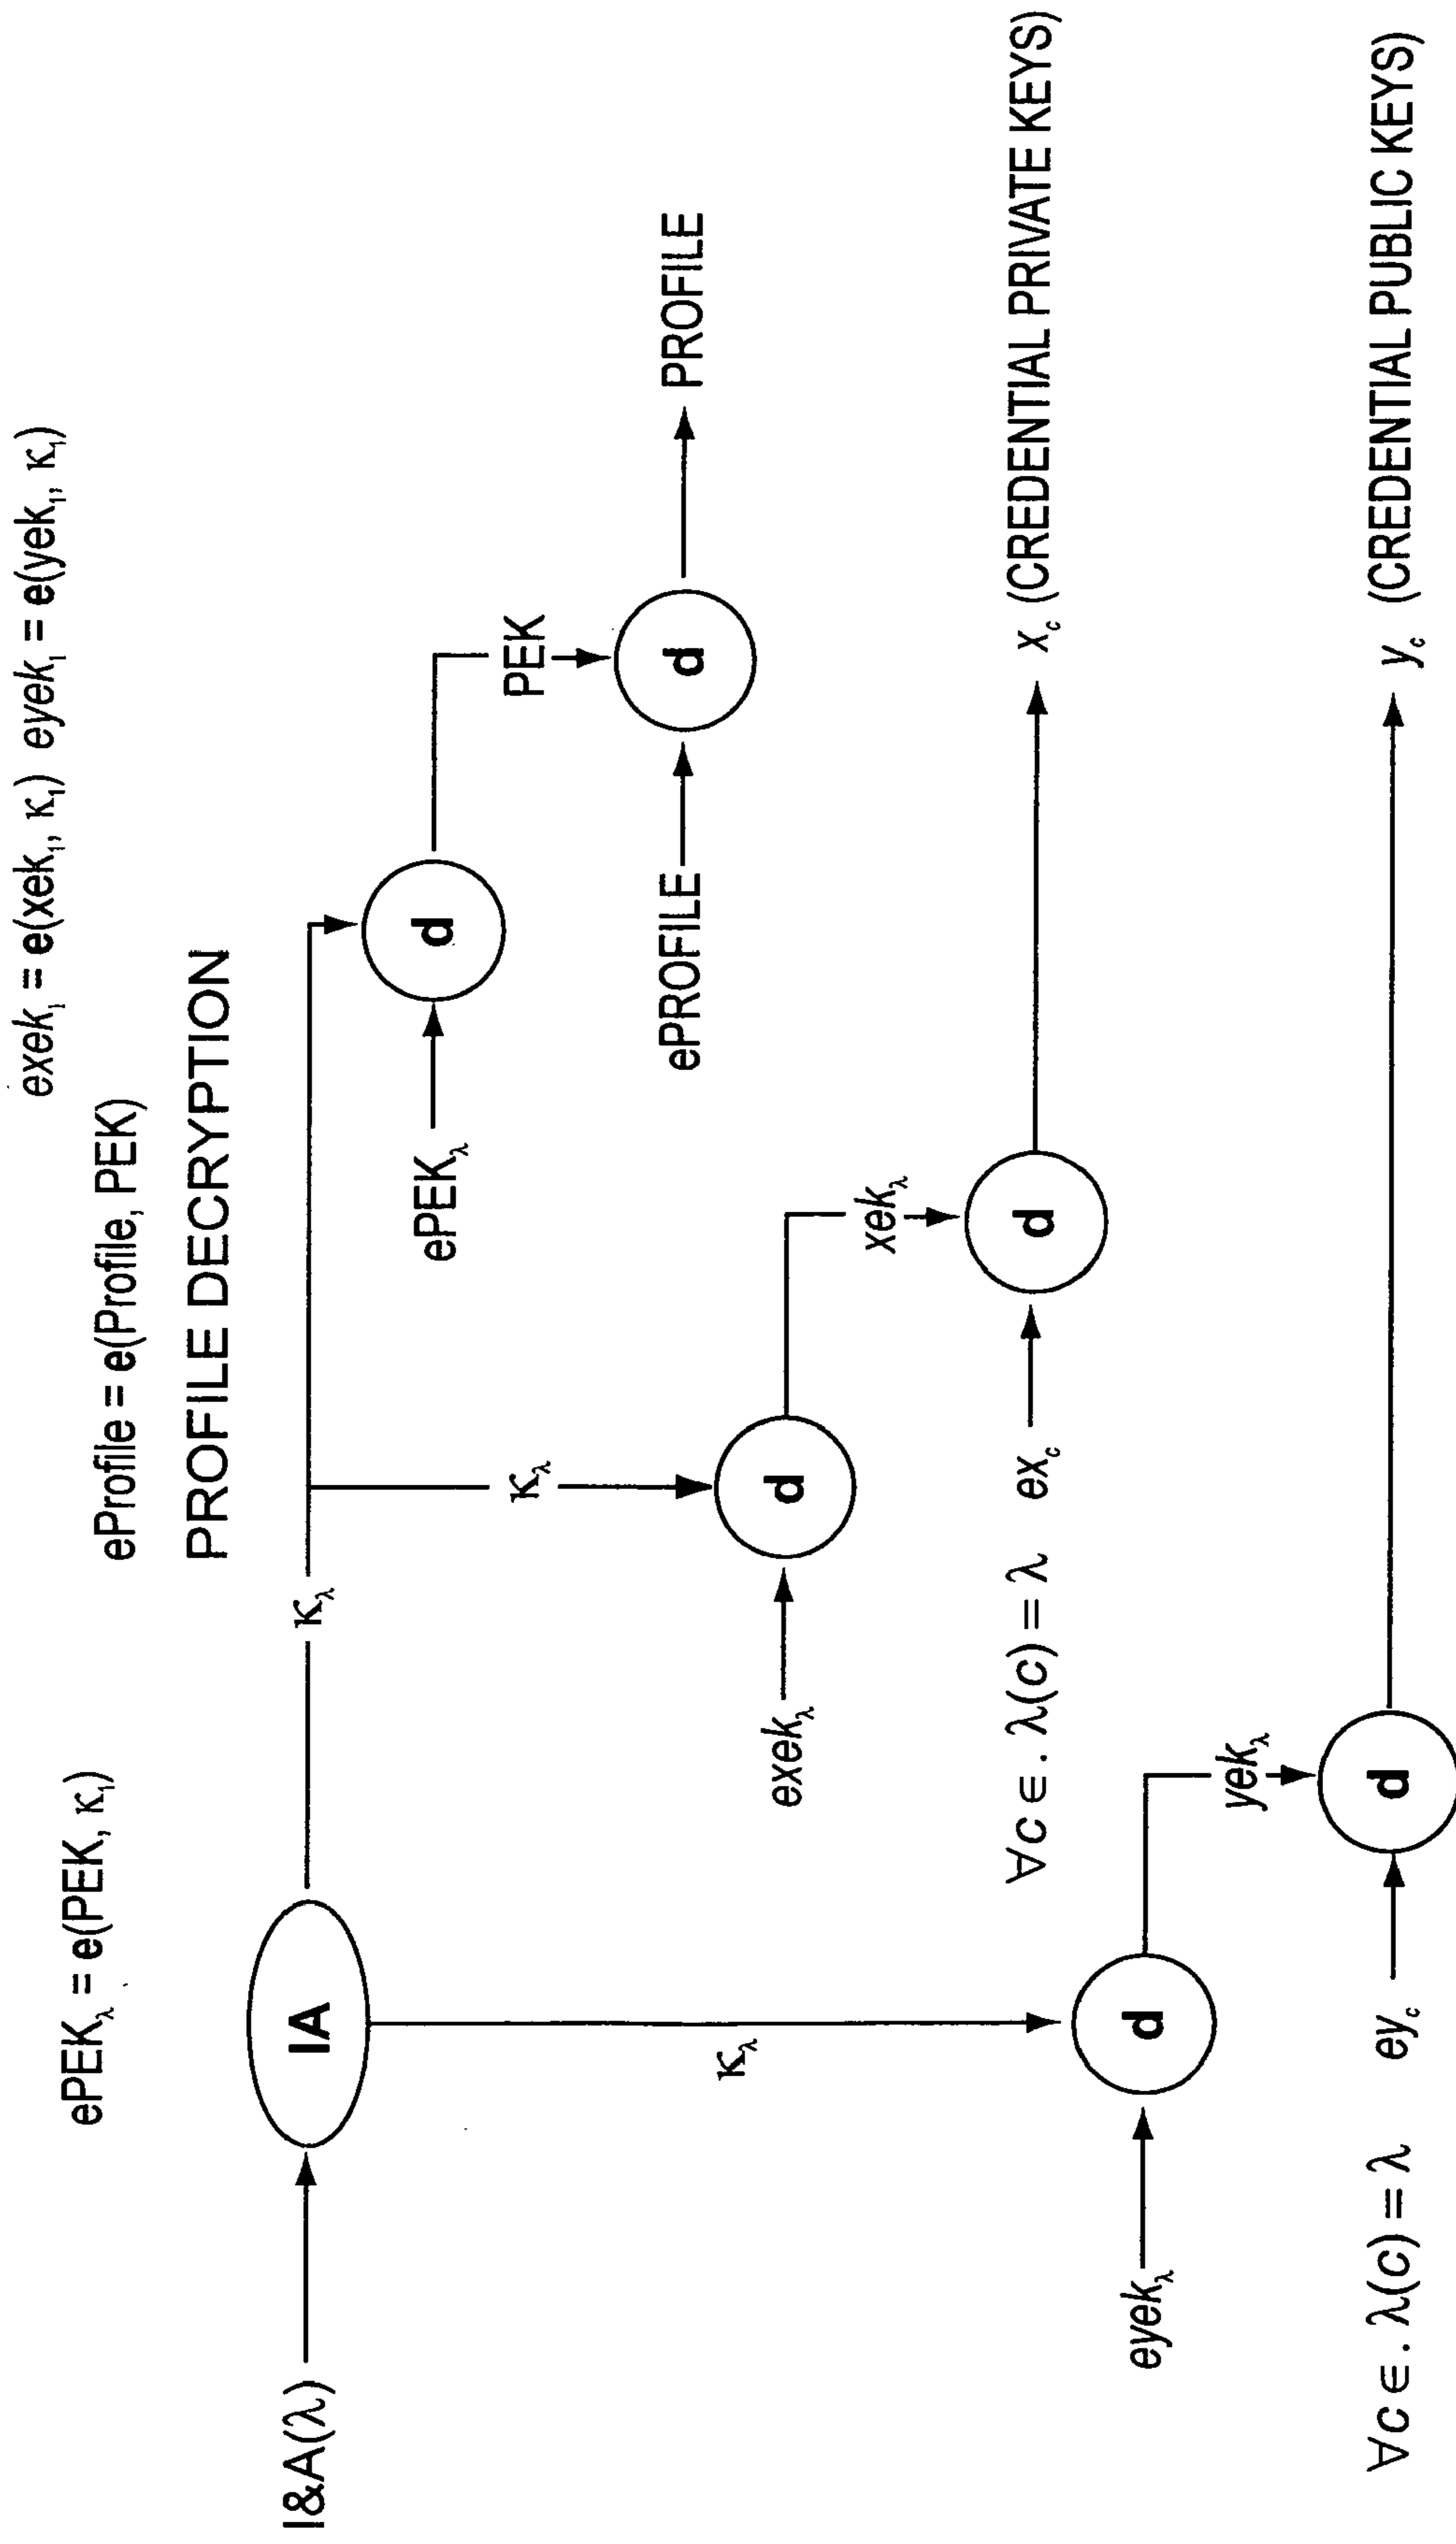 ePEKλ = e(PEK, κ₁)
eProfile = e(Profile, PEK)
exek₁ = e(xek₁, κ₁) eyek₁ = e(yek₁, κ₁)
PROFILE DECRYPTION
I&A(λ)
IA
κλ
ePEKλ
d
PEK
ePROFILE
d
PROFILE
κλ
exekλ
d
xekλ
∀c ∈. λ(c) = λ
exc
d
xc (CREDENTIAL PRIVATE KEYS)
κλ
eyekλ
d
yekλ
∀c ∈. λ(c) = λ
eyc
d
yc (CREDENTIAL PUBLIC KEYS)